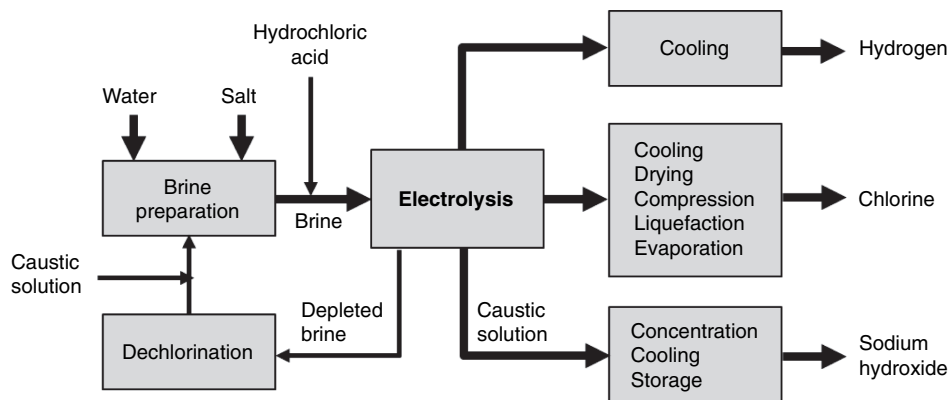 Hydrochloric
acid
Water
Salt
Brine
preparation
Brine
Caustic
solution
Dechlorination
Depleted
brine
Electrolysis
Caustic
solution
Cooling
Hydrogen
Cooling
Drying
Compression
Liquefaction
Evaporation
Chlorine
Concentration
Cooling
Storage
Sodium
hydroxide